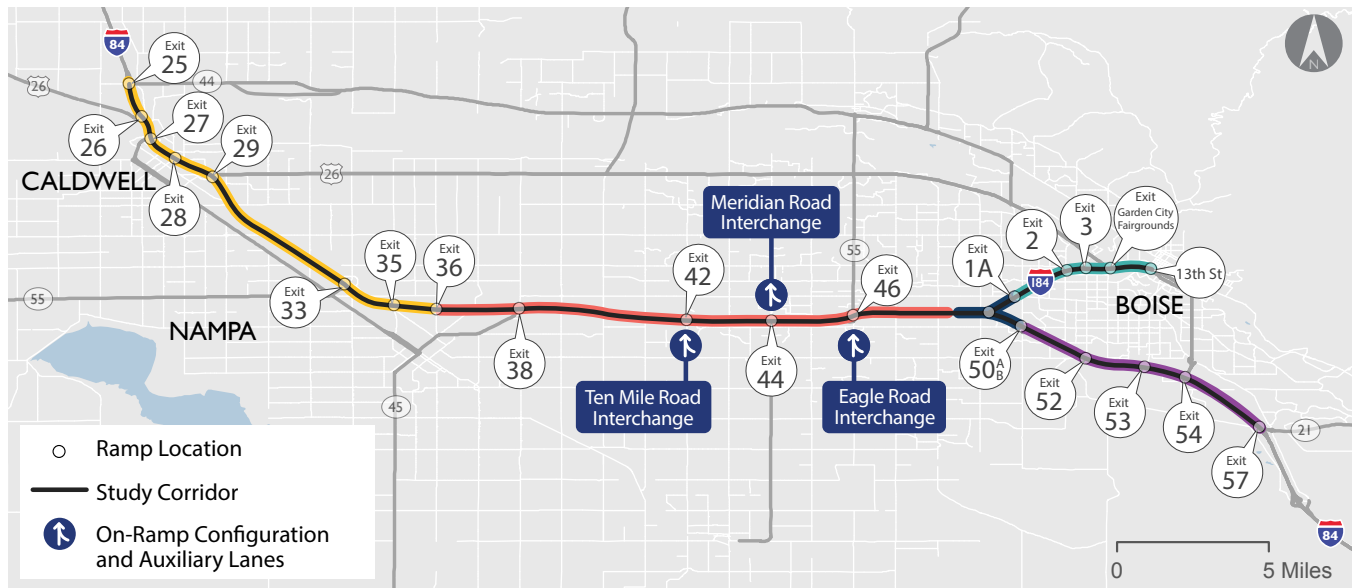 84
Exit
25
26
44
Exit
26
Exit
27
Exit
29
CALDWELL
Exit
28
26
Meridian Road
Interchange
55
Exit
2
Exit
3
Exit
Garden City
Fairgrounds
13th St
Exit
1A
184
BOISE
55
NAMPA
Exit
33
Exit
35
Exit
36
Exit
38
Exit
42
Ten Mile Road
Interchange
Exit
44
Exit
46
Eagle Road
Interchange
Exit
50 A B
Exit
52
Exit
53
Exit
54
Exit
57
21
45
84
N
Ramp Location
Study Corridor
On-Ramp Configuration
and Auxiliary Lanes
0 5 Miles